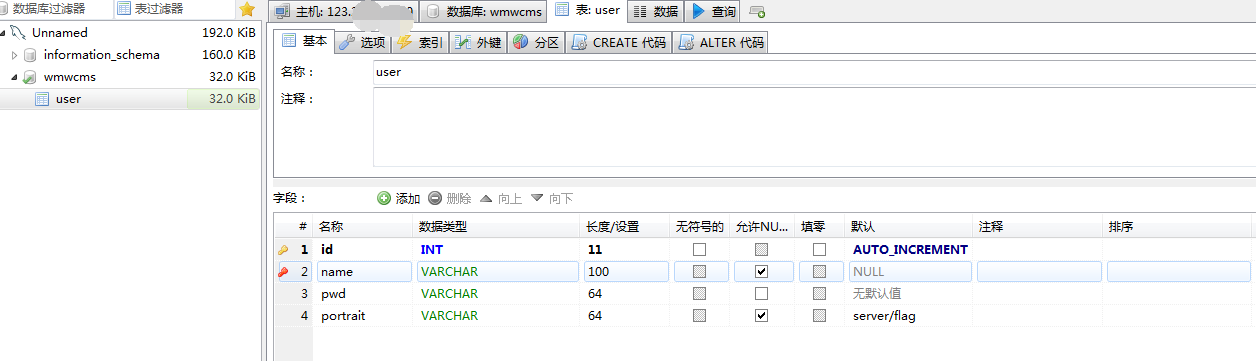 数据库过滤器 表过滤器
Unnamed 192.0 KiB
information_schema 160.0 KiB
wmwcms 32.0 KiB
user 32.0 KiB
主机: 123. 数据库: wmwcms 表: user 数据 查询
基本 选项 索引 外键 分区 CREATE 代码 ALTER 代码
名称： user
注释：
字段： 添加 删除 向上 向下
# 名称 数据类型 长度/设置 无符号的 允许NU... 填零 默认 注释 排序
1 id INT 11 AUTO_INCREMENT
2 name VARCHAR 100 NULL
3 pwd VARCHAR 64 无默认值
4 portrait VARCHAR 64 server/flag